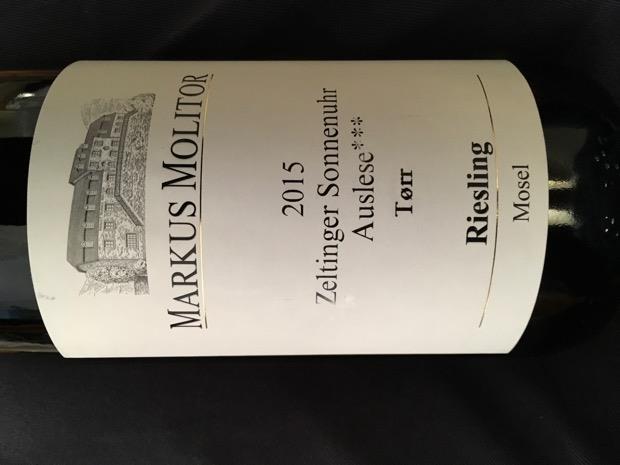 MARKUS MOLITOR
2015
Zeltinger Sonnenuhr
Auslese***
Tørr
Riesling
Mosel